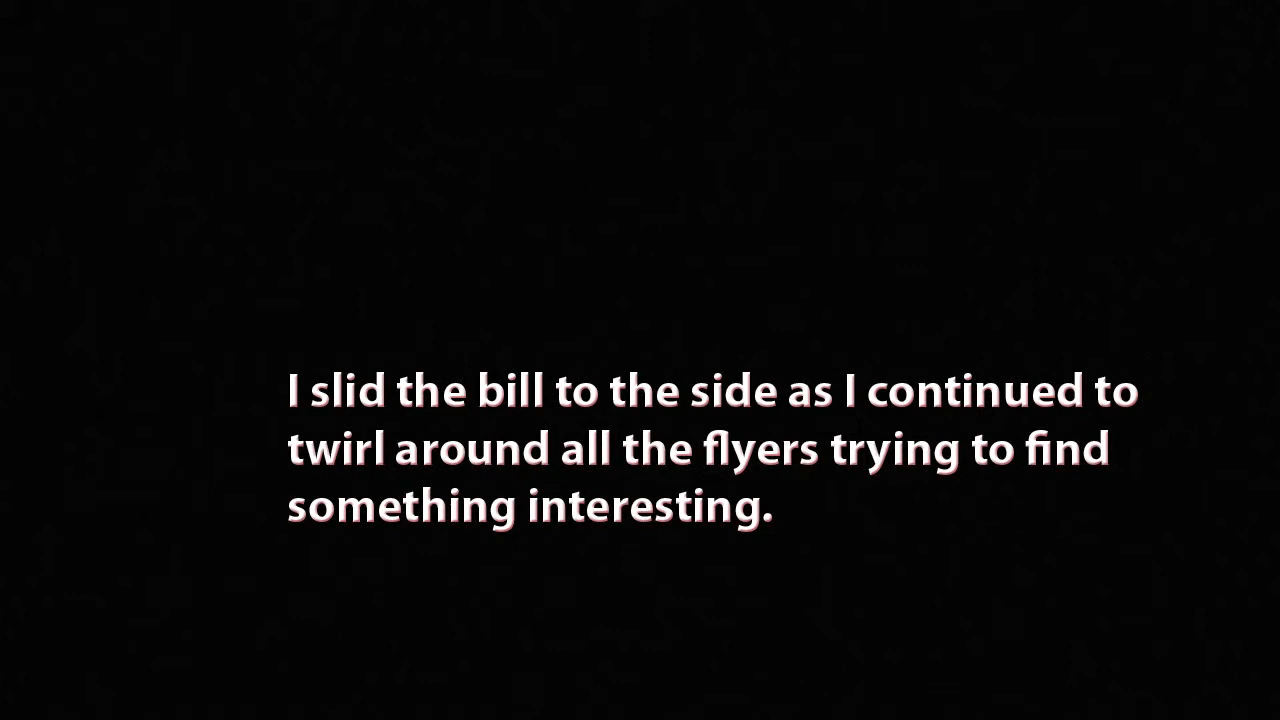 I slid the bill to the side as I continued to
twirl around all the flyers trying to find
something interesting.